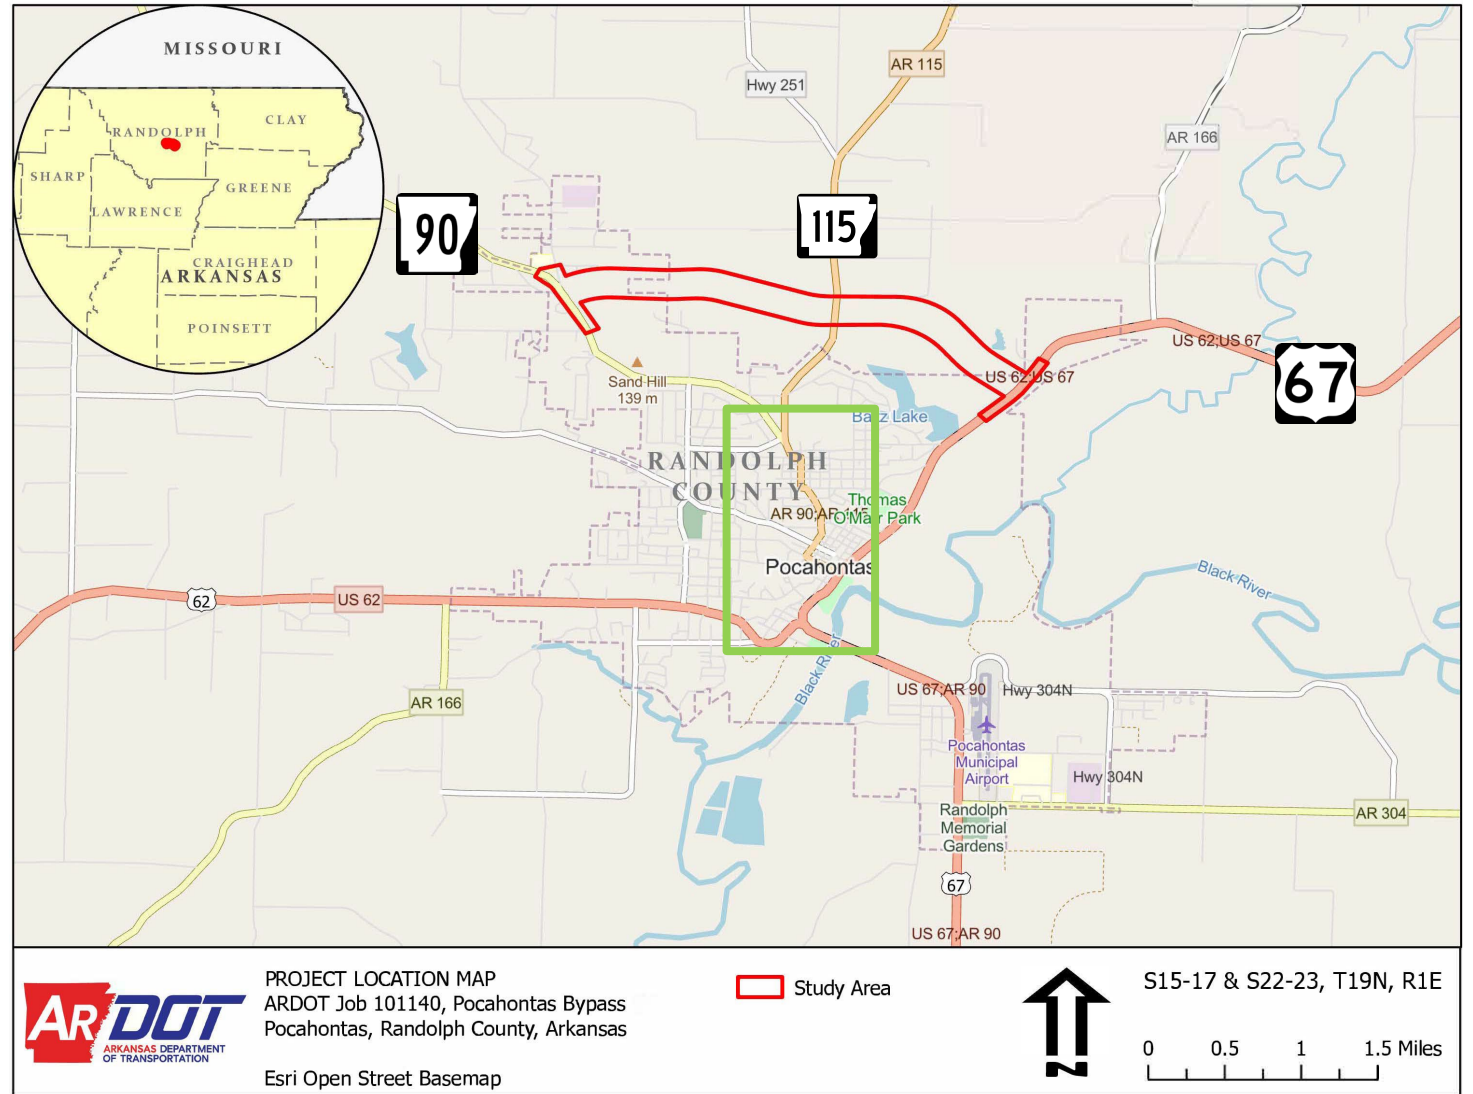 MISSOURI
RANDOLPH
CLAY
SHARP
GREENE
LAWRENCE
CRAIGHEAD
ARKANSAS
POINSETT
Hwy 251
AR 115
AR 166
90
115
US 62;US 67
67
US 62;US 67
Sand Hill
139 m
Baltz Lake
RANDOLPH
COUNTY
Thomas
O'Mair Park
AR 90;AR 115
Pocahontas
Black River
62
US 62
Black River
AR 166
US 67;AR 90
Hwy 304N
Pocahontas
Municipal
Airport
Hwy 304N
Randolph
Memorial
Gardens
AR 304
67
US 67;AR 90
AR DOT
ARKANSAS DEPARTMENT
OF TRANSPORTATION
PROJECT LOCATION MAP
ARDOT Job 101140, Pocahontas Bypass
Pocahontas, Randolph County, Arkansas
Esri Open Street Basemap
Study Area
N
S15-17 & S22-23, T19N, R1E
0 0.5 1 1.5 Miles